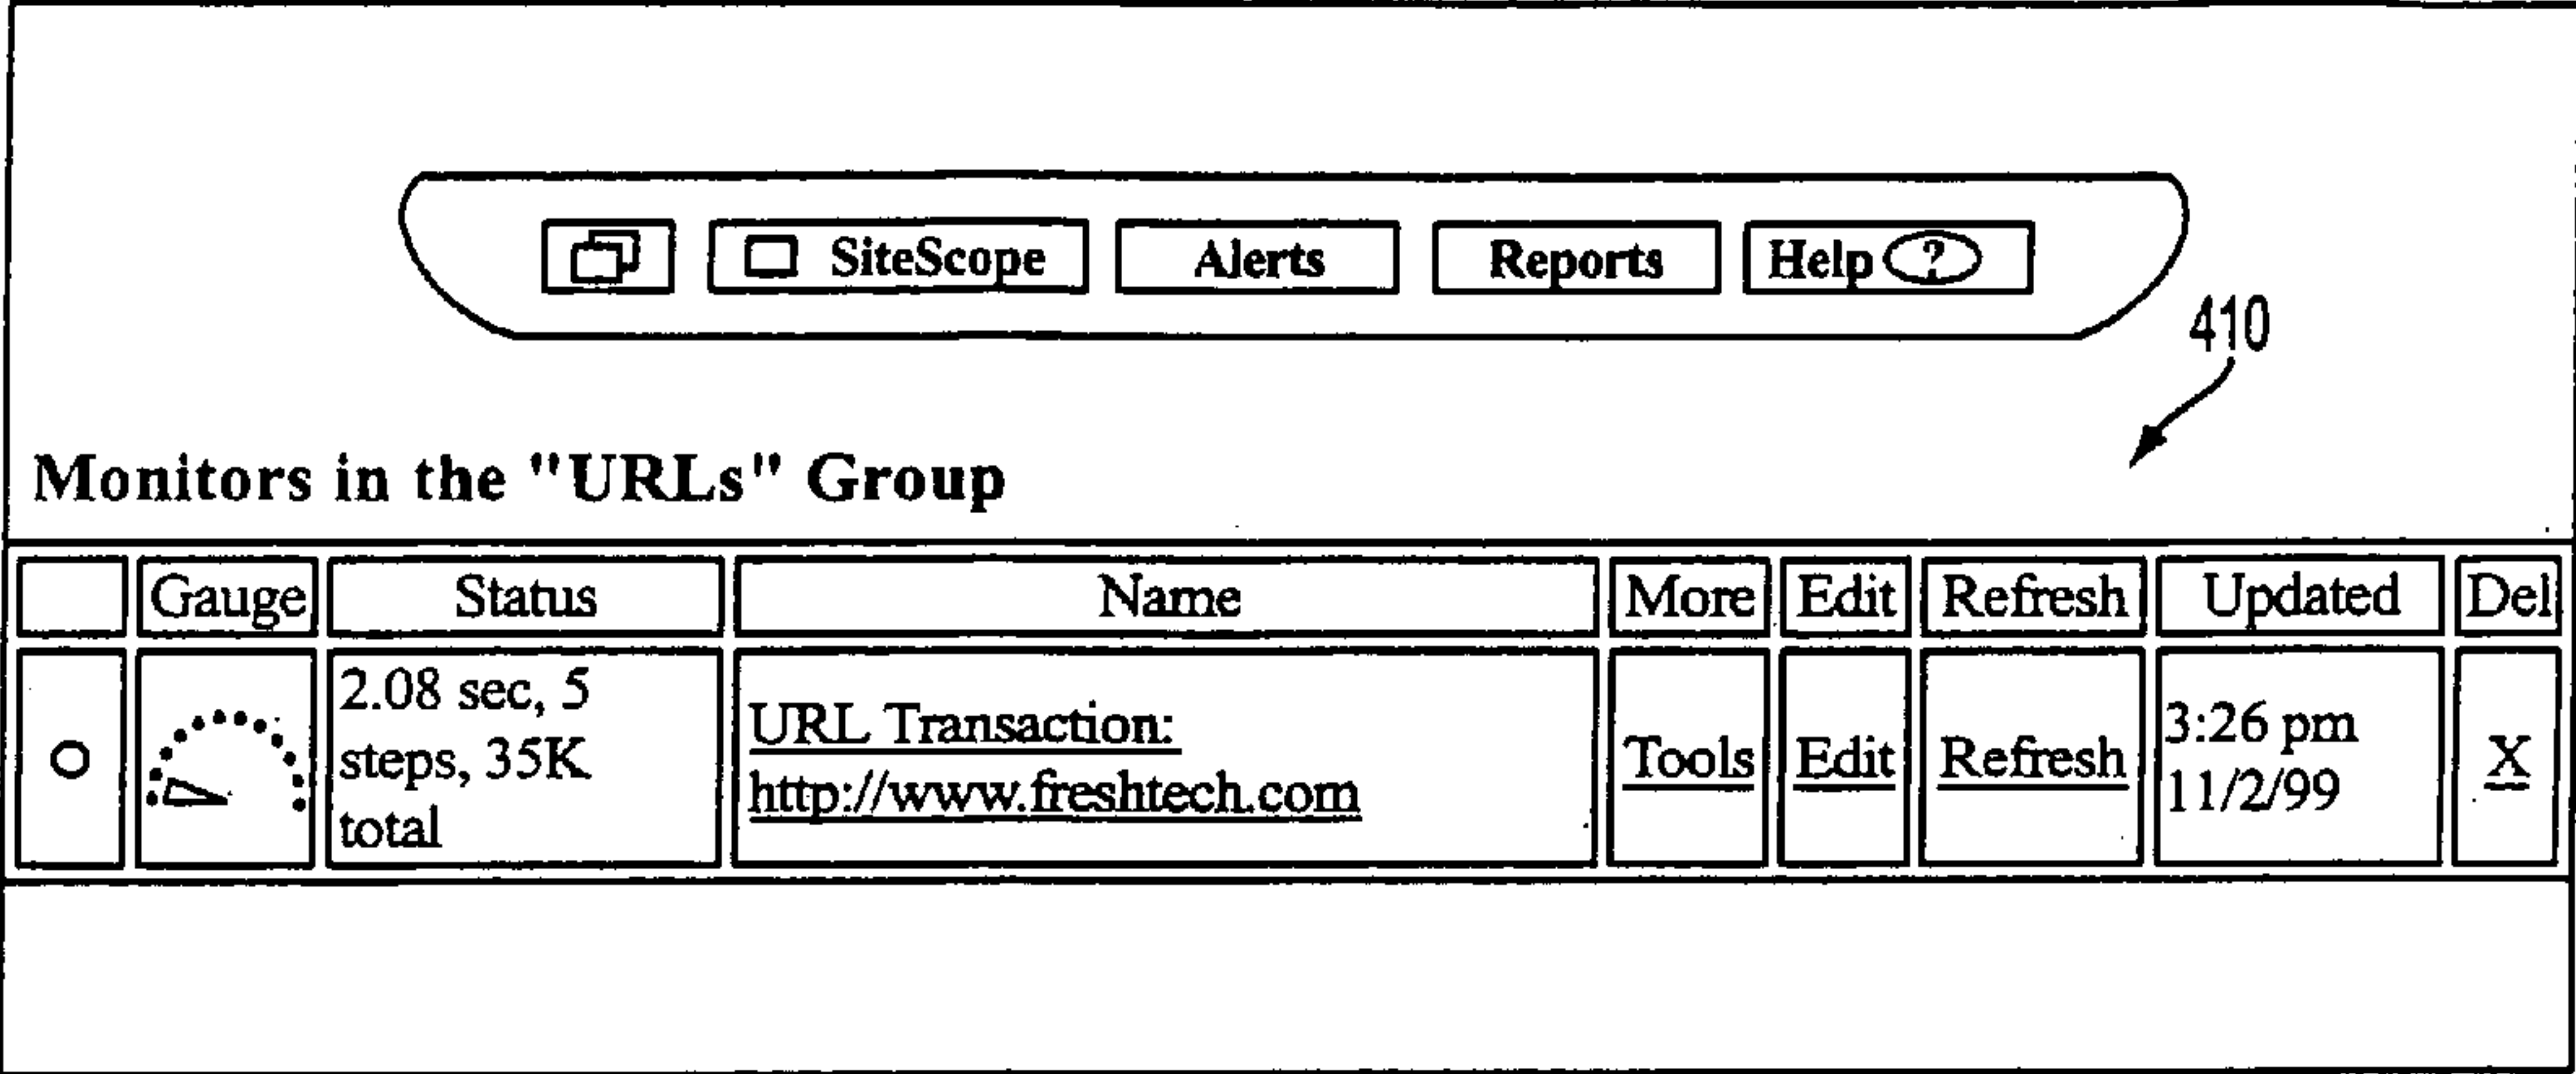 SiteScope Alerts Reports Help ?
410
Monitors in the "URLs" Group
Gauge Status Name More Edit Refresh Updated Del
2.08 sec, 5
steps, 35K
total
URL Transaction:
http://www.freshtech.com
Tools
Edit
Refresh
3:26 pm
11/2/99
X